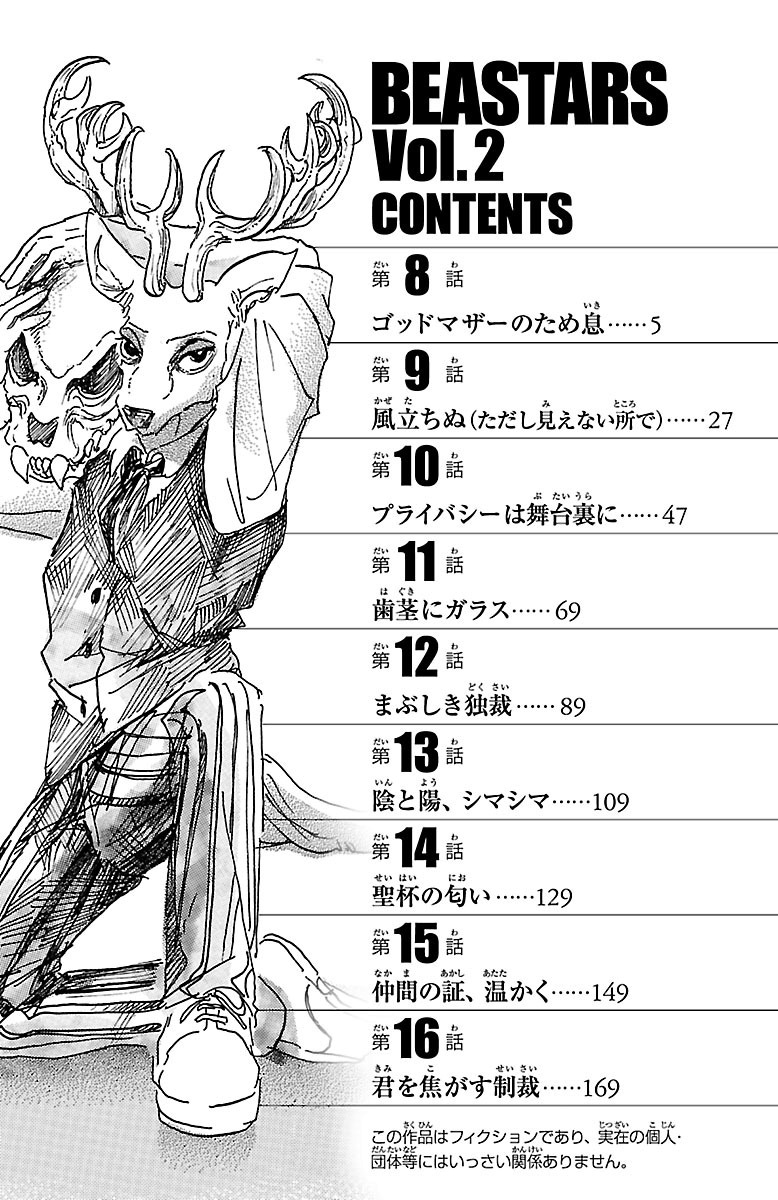 BEASTARS
Vol.2
CONTENTS
第8話
ゴッドマザーのため息……5
第9話
風立ちぬ(ただし見えない所で)……27
第10話
プライバシーは舞台裏に……47
第11話
歯茎にガラス……69
第12話
まぶしき独裁……89
第13話
陰と陽、シマシマ……109
第14話
聖杯の匂い……129
第15話
仲間の証、温かく……149
第16話
君を焦がす制裁……169
この作品はフィクションであり、実在の個人・
団体等にはいっさい関係ありません。